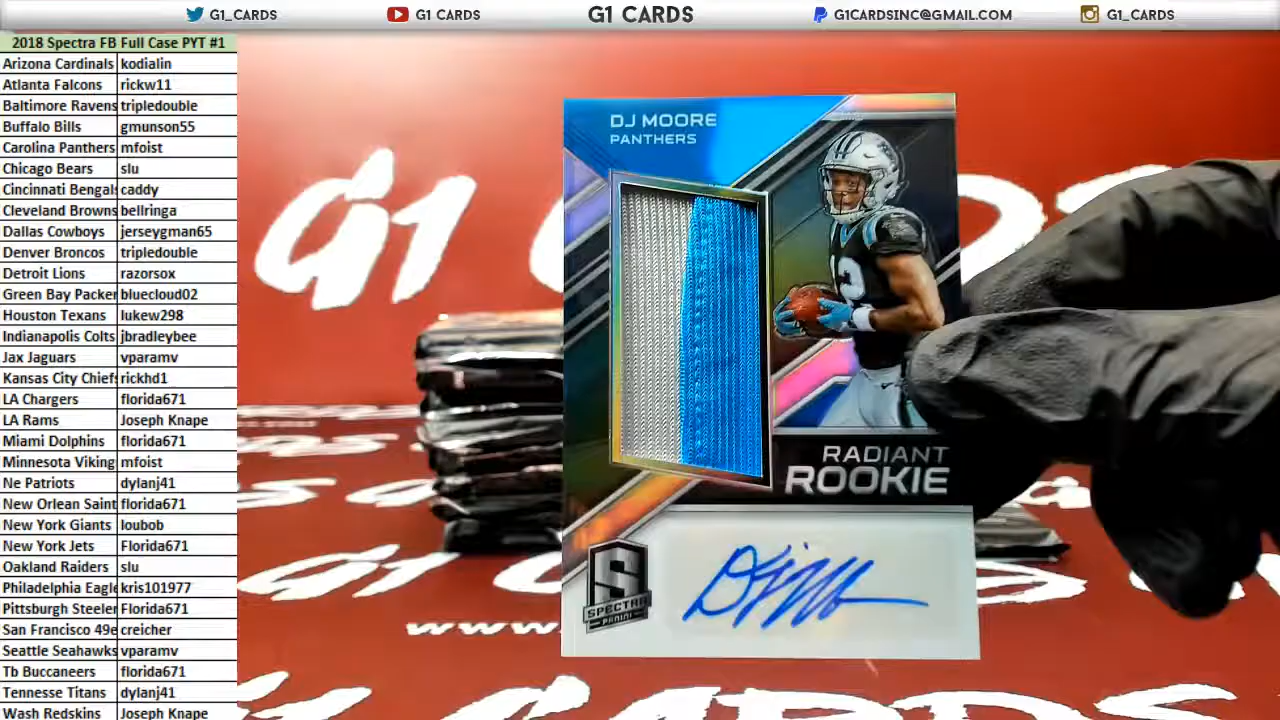 G1_CARDS
G1 CARDS
G1 CARDS
G1CARDSINC@GMAIL.COM
G1_CARDS
2018 Spectra FB Full Case PYT #1
Arizona Cardinals kodialin
Atlanta Falcons rickw11
Baltimore Ravens tripledouble
Buffalo Bills gmunson55
Carolina Panthers mfoist
Chicago Bears slu
Cincinnati Bengals caddy
Cleveland Browns bellringa
Dallas Cowboys jerseygman65
Denver Broncos tripledouble
Detroit Lions razorsox
Green Bay Packer bluecloud02
Houston Texans lukew298
Indianapolis Colts jbradleybee
Jax Jaguars vparamv
Kansas City Chiefs rickhd1
LA Chargers florida671
LA Rams Joseph Knape
Miami Dolphins florida671
Minnesota Viking mfoist
Ne Patriots dylanj41
New Orlean Saint florida671
New York Giants loubob
New York Jets Florida671
Oakland Raiders slu
Philadelphia Eagle kris101977
Pittsburgh Steeler Florida671
San Francisco 49e creicher
Seattle Seahawks vparamv
Tb Buccaneers florida671
Tennesse Titans dylanj41
Wash Redskins Joseph Knape
G1
DJ MOORE
PANTHERS
RADIANT
ROOKIE
S
SPECTRA
PANINI
www
G1 CARDS